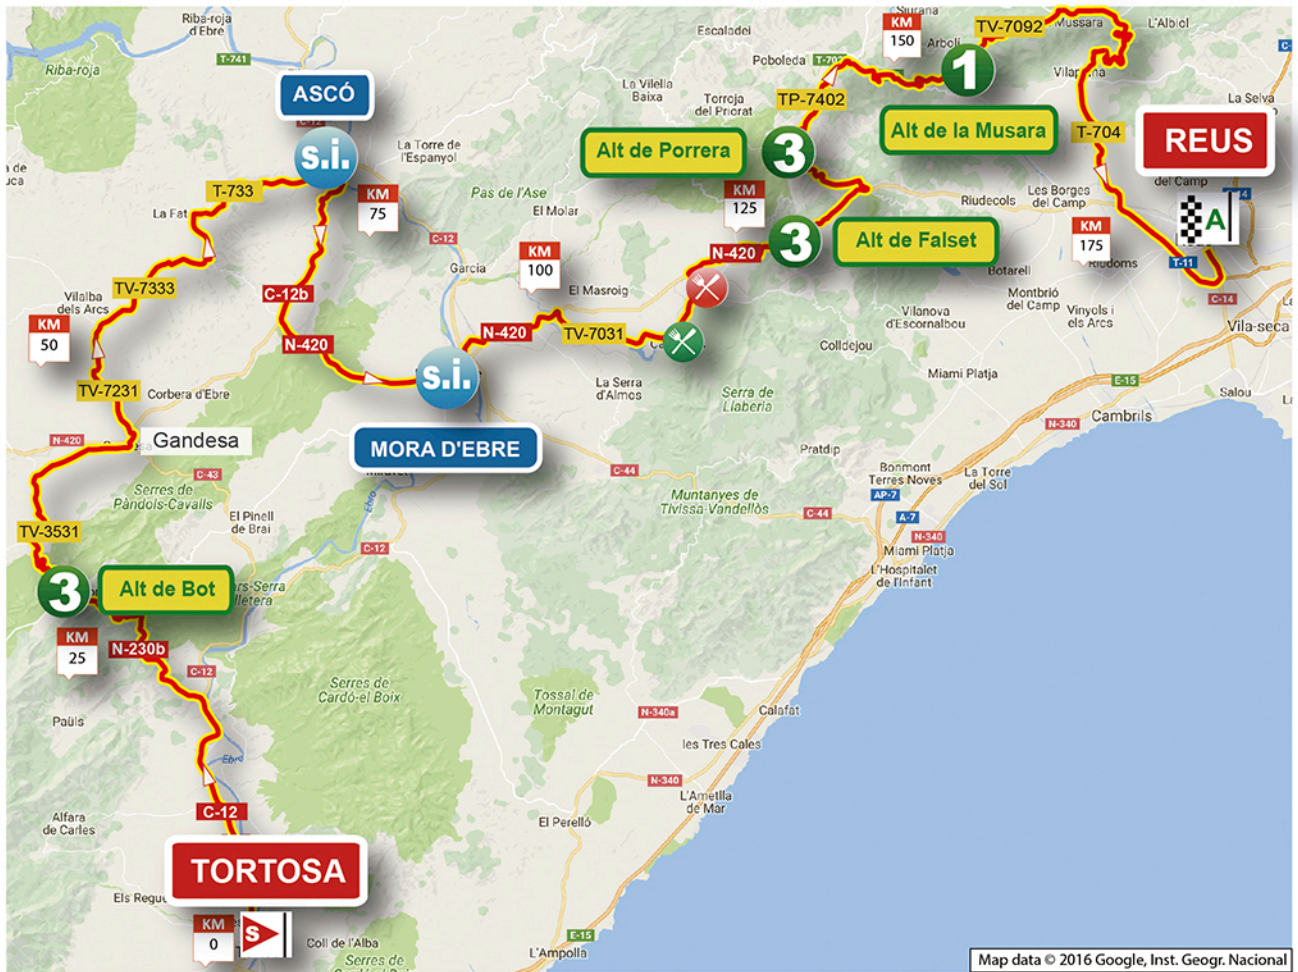 Riba-roja
d'Ebre
T-741
Riba-roja
ASCÓ
C-12
s.i.
La Torre de
l'Espanyol
T-733
La Fat
KM
75
Pas de l'Ase
El Molar
C-12
Garcia
Escaladei
La Vilella
Baixa
Torroja
del Priorat
Poboleda
Siurana
KM
150
Arboli
1
TV-7092
Mussara
L'Albiol
TP-7402
Alt de la Musara
Alt de Porrera
3
T-704
La Selva
del Camp
REUS
A
KM
125
Riudecols
Les Borges
del Camp
KM
175
3
Alt de Falset
N-420
Botarell
Riudoms
T-11
C-14
Montbrió
del Camp
Vinyols i
els Arcs
Vila-seca
Vilanova
d'Escornalbou
Colldejou
KM
100
El Masroig
TV-7333
Vilalba
dels Arcs
KM
50
C-12b
N-420
N-420
TV-7031
s.i.
MORA D'EBRE
La Serra
d'Almos
Serra de
Llaberia
Miami Platja
E-15
Salou
Cambrils
N-340
TV-7231
Corbera d'Ebre
N-420
Gandesa
C-43
Serres de
Pàndols-Cavalls
El Pinell
de Brai
Ebro
C-12
C-44
Pratdip
Muntanyes de
Tivissa-Vandellòs
C-44
Bonmont
Terres Noves
La Torre
del Sol
AP-7
A-7
N-340
Miami Platja
L'Hospitalet
de l'Infant
TV-3531
3
Alt de Bot
KM
25
N-230b
C-12
Paüls
Serres de
Cardó-el Boix
Tossal de
Montagut
N-340a
Calafat
les Tres Cales
N-340
L'Ametlla
de Mar
El Perelló
Alfara
de Carles
C-12
TORTOSA
KM
0
S
Coll de l'Alba
Serres de
E-15
L'Ampolla
Map data © 2016 Google, Inst. Geogr. Nacional